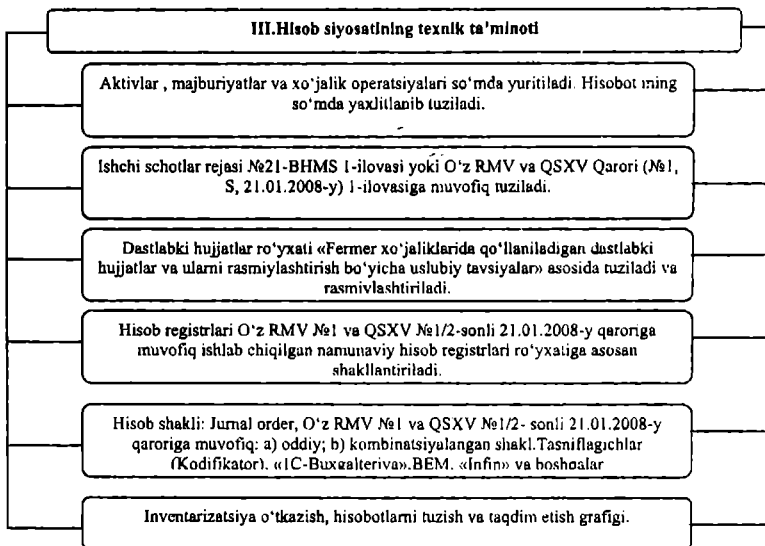 III.Hisob siyosatining texnik ta'minoti
Aktivlar , majburiyatlar va xo'jalik operatsiyalari so'mda yuritiladi. Hisobot ming
so'mda yaxlitlanib tuziladi.
Ishchi schotlar rejasi №21-BHMS 1-ilovasi yoki O'z RMV va QSXV Qarori (№1,
S, 21.01.2008-y) 1-ilovasiga muvofiq tuziladi.
Dastlabki hujjatlar ro'yxati «Fermer xo'jaliklarida qo'llaniladigan dastlabki
hujjatlar va ularni rasmiylashtirish bo'yicha uslubiy tavsiyalar» asosida tuziladi va
rasmiylashtiriladi.
Hisob registrlari O'z RMV №1 va QSXV №1/2-sonli 21.01.2008-y qaroriga
muvofiq ishlab chiqilgan namunaviy hisob registrlari ro'yxatiga asosan
shakllantiriladi.
Hisob shakli: Jurnal order, O'z RMV №1 va QSXV №1/2- sonli 21.01.2008-y
qaroriga muvofiq: a) oddiy; b) kombinatsiyalangan shakl.Tasniflagichlar
(Kodifikator). «1C-Buxgalteriya».BEM. «Infin» va boshqalar
Inventarizatsiya o'tkazish, hisobotlarni tuzish va taqdim etish grafigi.